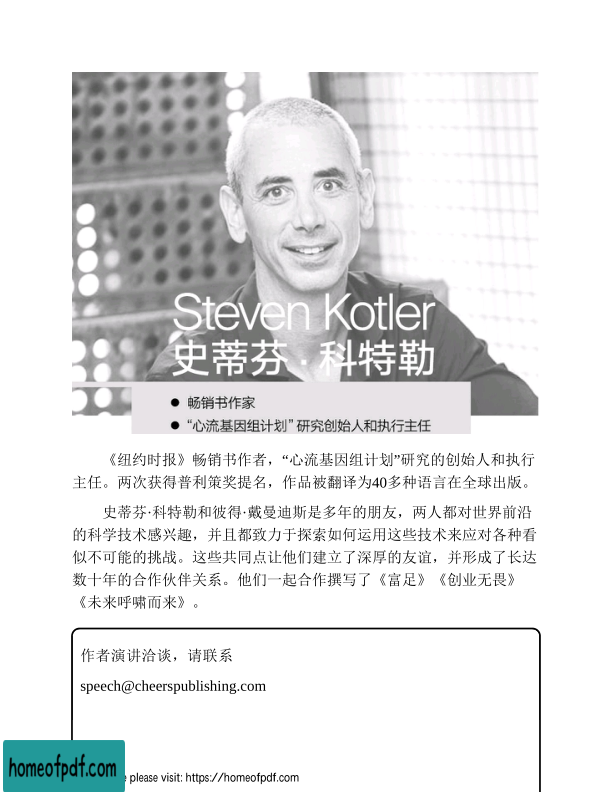 Steven Kotler
史蒂芬·科特勒
● 畅销书作家
● “心流基因组计划” 研究创始人和执行主任
《纽约时报》畅销书作者，“心流基因组计划”研究的创始人和执行
主任。两次获得普利策奖提名，作品被翻译为40多种语言在全球出版。
史蒂芬·科特勒和彼得·戴曼迪斯是多年的朋友，两人都对世界前沿
的科学技术感兴趣，并且都致力于探索如何运用这些技术来应对各种看
似不可能的挑战。这些共同点让他们建立了深厚的友谊，并形成了长达
数十年的合作伙伴关系。他们一起合作撰写了《富足》《创业无畏》
《未来呼啸而来》。
作者演讲洽谈，请联系
speech@cheerspublishing.com
homeofpdf.com
please visit: https://homeofpdf.com